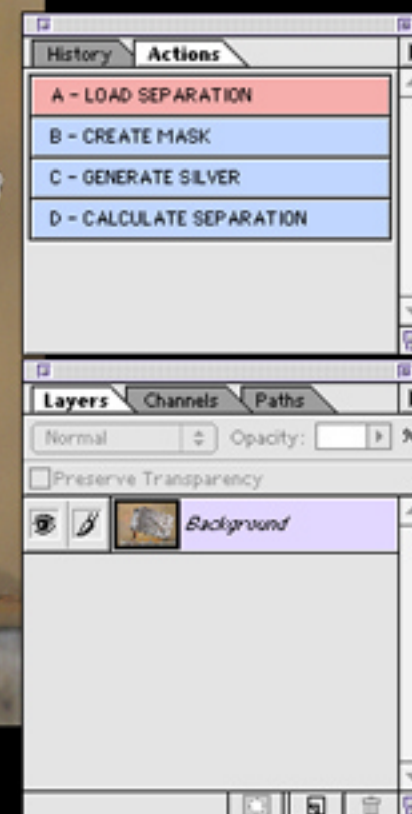 History Actions
A - LOAD SEPARATION
B - CREATE MASK
C - GENERATE SILVER
D - CALCULATE SEPARATION
Layers Channels Paths
Normal Opacity: %
Preserve Transparency
Background